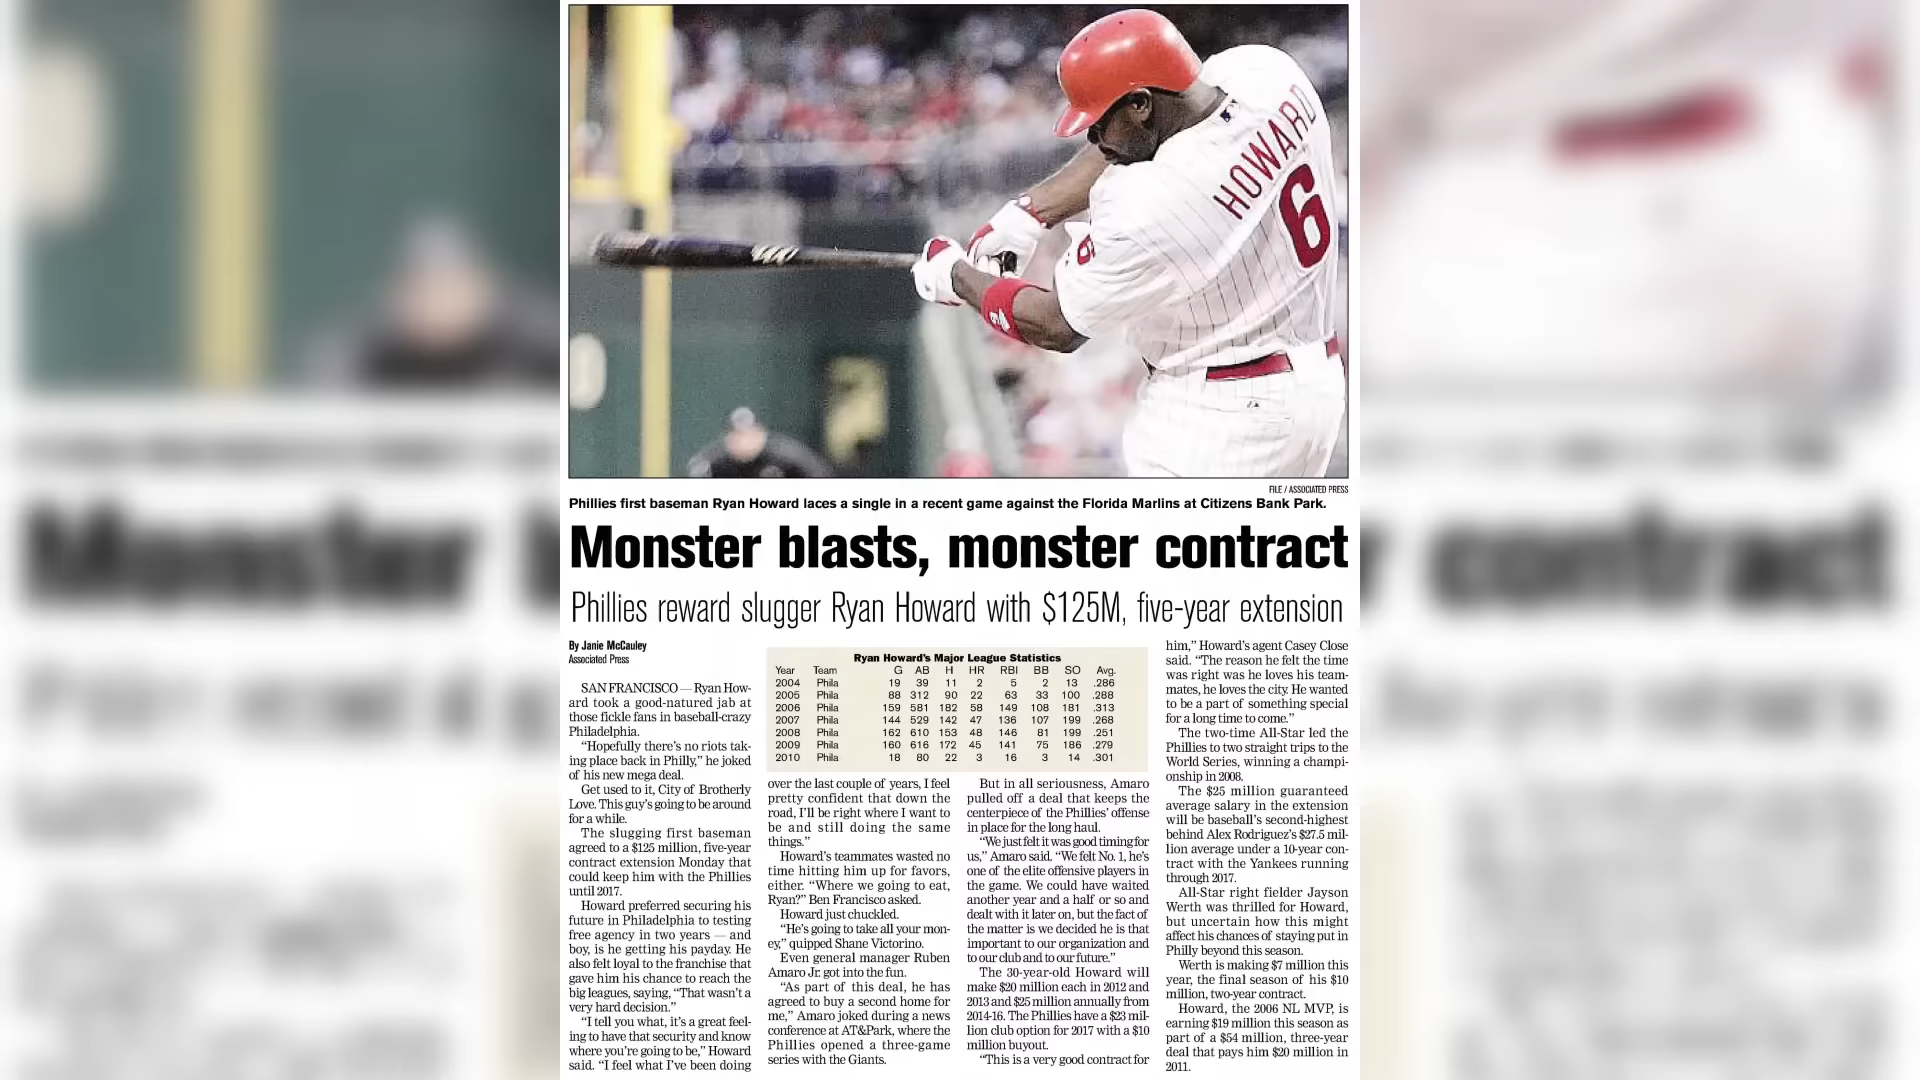 HOWARD
6
6
FILE / ASSOCIATED PRESS
Phillies first baseman Ryan Howard laces a single in a recent game against the Florida Marlins at Citizens Bank Park.
Monster blasts, monster contract
Phillies reward slugger Ryan Howard with $125M, five-year extension
By Janie McCauley
Associated Press
SAN FRANCISCO — Ryan How-
ard took a good-natured jab at
those fickle fans in baseball-crazy
Philadelphia.
“Hopefully there’s no riots tak-
ing place back in Philly,” he joked
of his new mega deal.
Get used to it, City of Brotherly
Love. This guy’s going to be around
for a while.
The slugging first baseman
agreed to a $125 million, five-year
contract extension Monday that
could keep him with the Phillies
until 2017.
Howard preferred securing his
future in Philadelphia to testing
free agency in two years — and
boy, is he getting his payday. He
also felt loyal to the franchise that
gave him his chance to reach the
big leagues, saying, “That wasn’t a
very hard decision.”
“I tell you what, it’s a great feel-
ing to have that security and know
where you’re going to be,” Howard
said. “I feel what I’ve been doing
Ryan Howard’s Major League Statistics
Year Team G AB H HR RBI BB SO Avg.
2004 Phila 19 39 11 2 5 2 13 .286
2005 Phila 88 312 90 22 63 33 100 .288
2006 Phila 159 581 182 58 149 108 181 .313
2007 Phila 144 529 142 47 136 107 199 .268
2008 Phila 162 610 153 48 146 81 199 .251
2009 Phila 160 616 172 45 141 75 186 .279
2010 Phila 18 80 22 3 16 3 14 .301
over the last couple of years, I feel
pretty confident that down the
road, I’ll be right where I want to
be and still doing the same
things.”
Howard’s teammates wasted no
time hitting him up for favors,
either. “Where we going to eat,
Ryan?” Ben Francisco asked.
Howard just chuckled.
“He’s going to take all your mon-
ey,” quipped Shane Victorino.
Even general manager Ruben
Amaro Jr. got into the fun.
“As part of this deal, he has
agreed to buy a second home for
me,” Amaro joked during a news
conference at AT&Park, where the
Phillies opened a three-game
series with the Giants.
But in all seriousness, Amaro
pulled off a deal that keeps the
centerpiece of the Phillies’ offense
in place for the long haul.
“We just felt it was good timing for
us,” Amaro said. “We felt No. 1, he’s
one of the elite offensive players in
the game. We could have waited
another year and a half or so and
dealt with it later on, but the fact of
the matter is we decided he is that
important to our organization and
to our club and to our future.”
The 30-year-old Howard will
make $20 million each in 2012 and
2013 and $25 million annually from
2014-16. The Phillies have a $23 mil-
lion club option for 2017 with a $10
million buyout.
“This is a very good contract for
him,” Howard’s agent Casey Close
said. “The reason he felt the time
was right was he loves his team-
mates, he loves the city. He wanted
to be a part of something special
for a long time to come.”
The two-time All-Star led the
Phillies to two straight trips to the
World Series, winning a champi-
onship in 2008.
The $25 million guaranteed
average salary in the extension
will be baseball’s second-highest
behind Alex Rodriguez’s $27.5 mil-
lion average under a 10-year con-
tract with the Yankees running
through 2017.
All-Star right fielder Jayson
Werth was thrilled for Howard,
but uncertain how this might
affect his chances of staying put in
Philly beyond this season.
Werth is making $7 million this
year, the final season of his $10
million, two-year contract.
Howard, the 2006 NL MVP, is
earning $19 million this season as
part of a $54 million, three-year
deal that pays him $20 million in
2011.